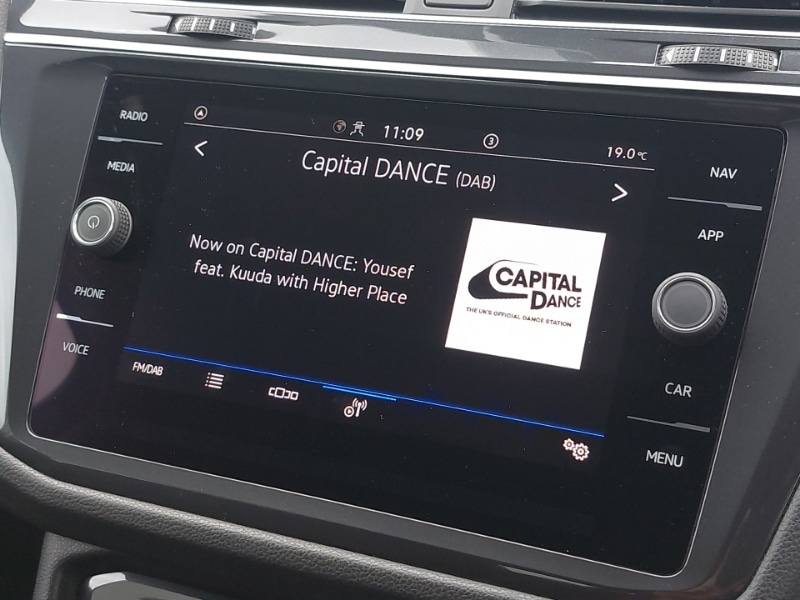 RADIO
MEDIA
PHONE
VOICE
11:09
3
19.0°C
Capital DANCE (DAB)
Now on Capital DANCE: Yousef
feat. Kuuda with Higher Place
CAPITAL
DANCE
THE UK'S OFFICIAL DANCE STATION
FM/DAB
NAV
APP
CAR
MENU